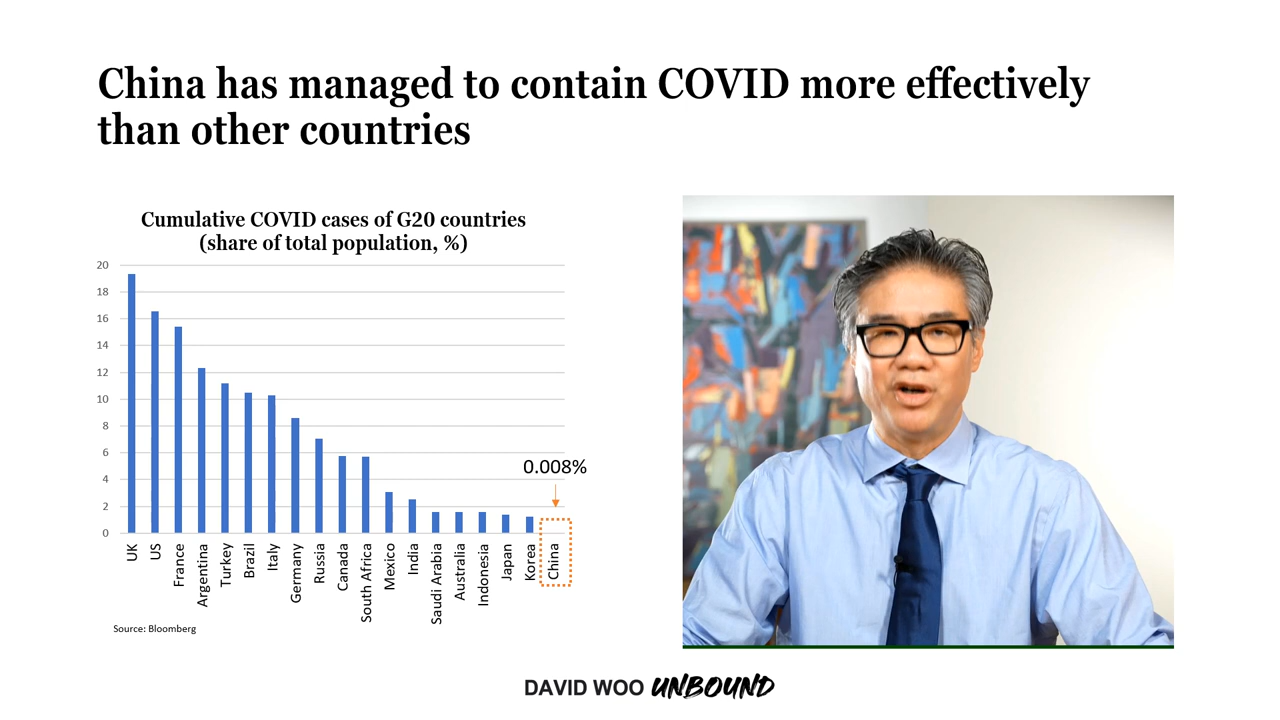 China has managed to contain COVID more effectively
than other countries
Cumulative COVID cases of G20 countries
(share of total population, %)
20
18
16
14
12
10
8
6
4
2
0
0.008%
UK
US
France
Argentina
Turkey
Brazil
Italy
Germany
Russia
Canada
South Africa
Mexico
India
Saudi Arabia
Australia
Indonesia
Japan
Korea
China
Source: Bloomberg
DAVID WOO UNBOUND